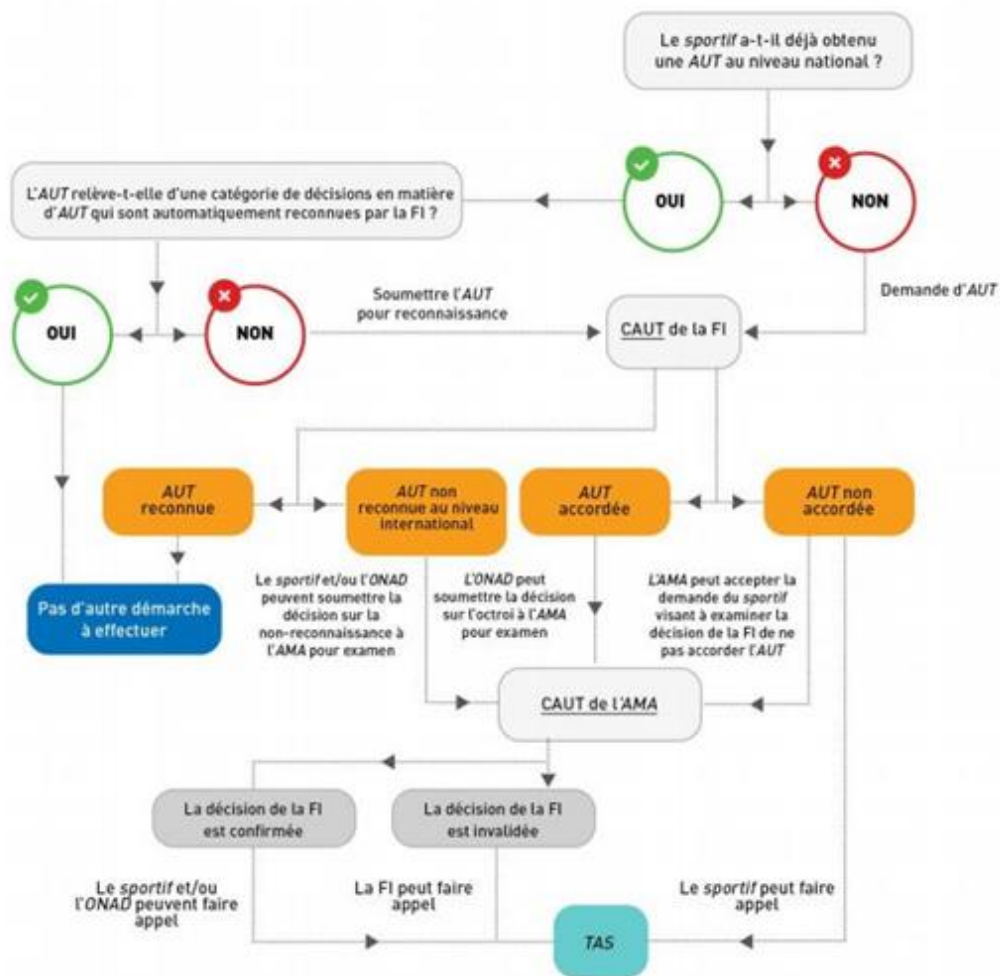 Le sportif a-t-il déjà obtenu
une AUT au niveau national ?
OUI
NON
L'AUT relève-t-elle d'une catégorie de décisions en matière
d'AUT qui sont automatiquement reconnues par la FI ?
OUI
NON
Soumettre l'AUT
pour reconnaissance
Demande d'AUT
CAUT de la FI
AUT
reconnue
AUT non
reconnue au niveau
international
AUT
accordée
AUT non
accordée
Pas d'autre démarche
à effectuer
Le sportif et/ou l'ONAD
peuvent soumettre la
décision sur la
non-reconnaissance à
l'AMA pour examen
L'ONAD peut
soumettre la décision
sur l'octroi à l'AMA
pour examen
L'AMA peut accepter la
demande du sportif
visant à examiner la
décision de la FI de ne
pas accorder l'AUT
CAUT de l'AMA
La décision de la FI
est confirmée
La décision de la FI
est invalidée
Le sportif et/ou
l'ONAD peuvent faire
appel
La FI peut faire
appel
Le sportif peut faire
appel
TAS